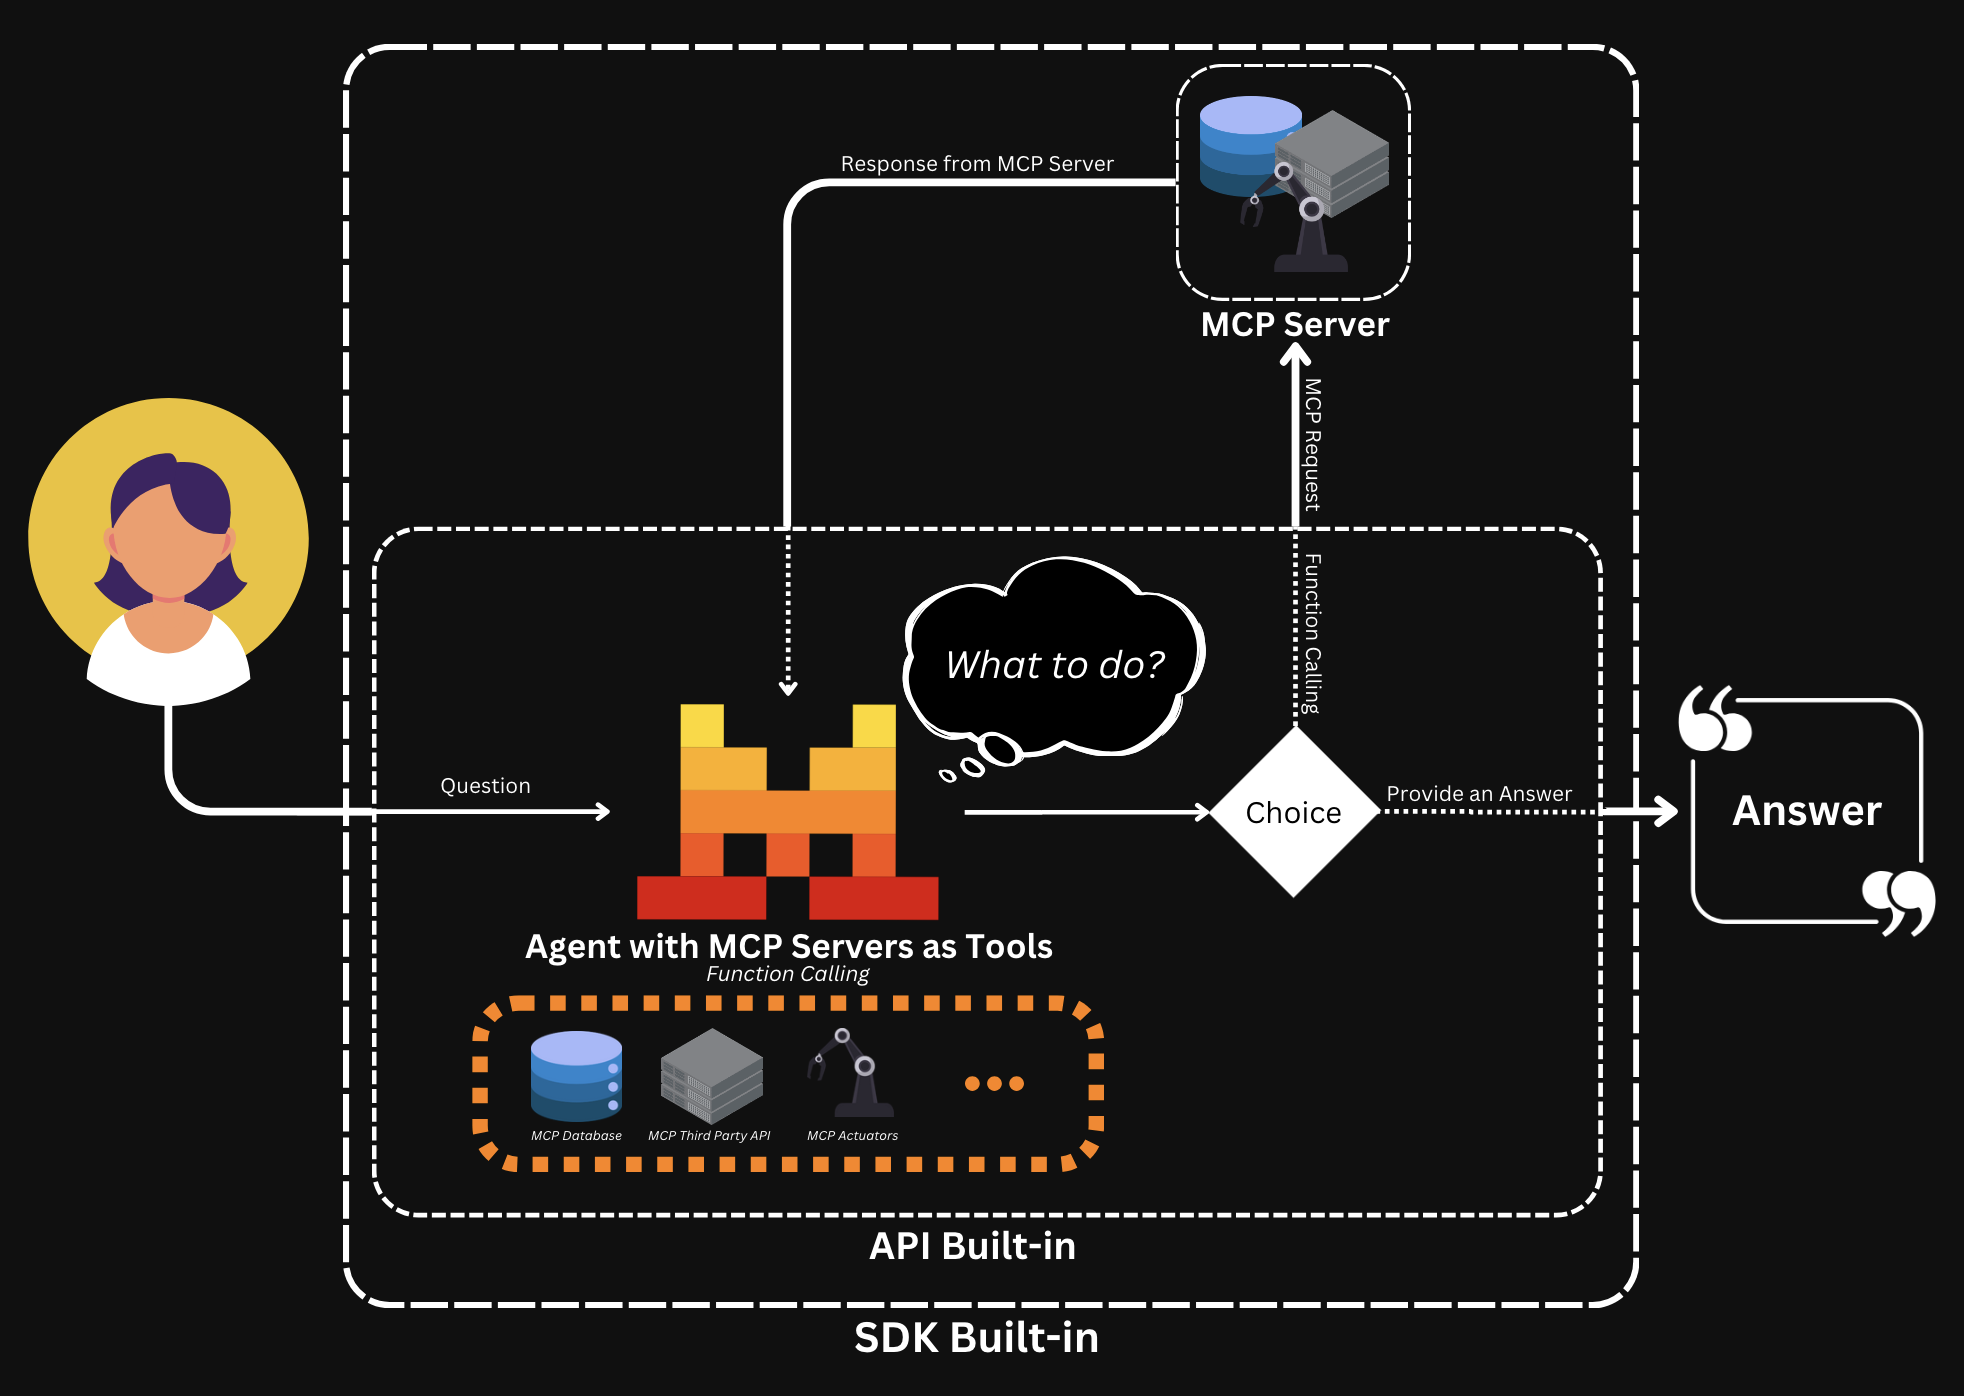 Response from MCP Server
MCP Server
MCP Request
Function Calling
What to do?
Question
Choice
Provide an Answer
Answer
Agent with MCP Servers as Tools
Function Calling
MCP Database
MCP Third Party API
MCP Actuators
API Built-in
SDK Built-in